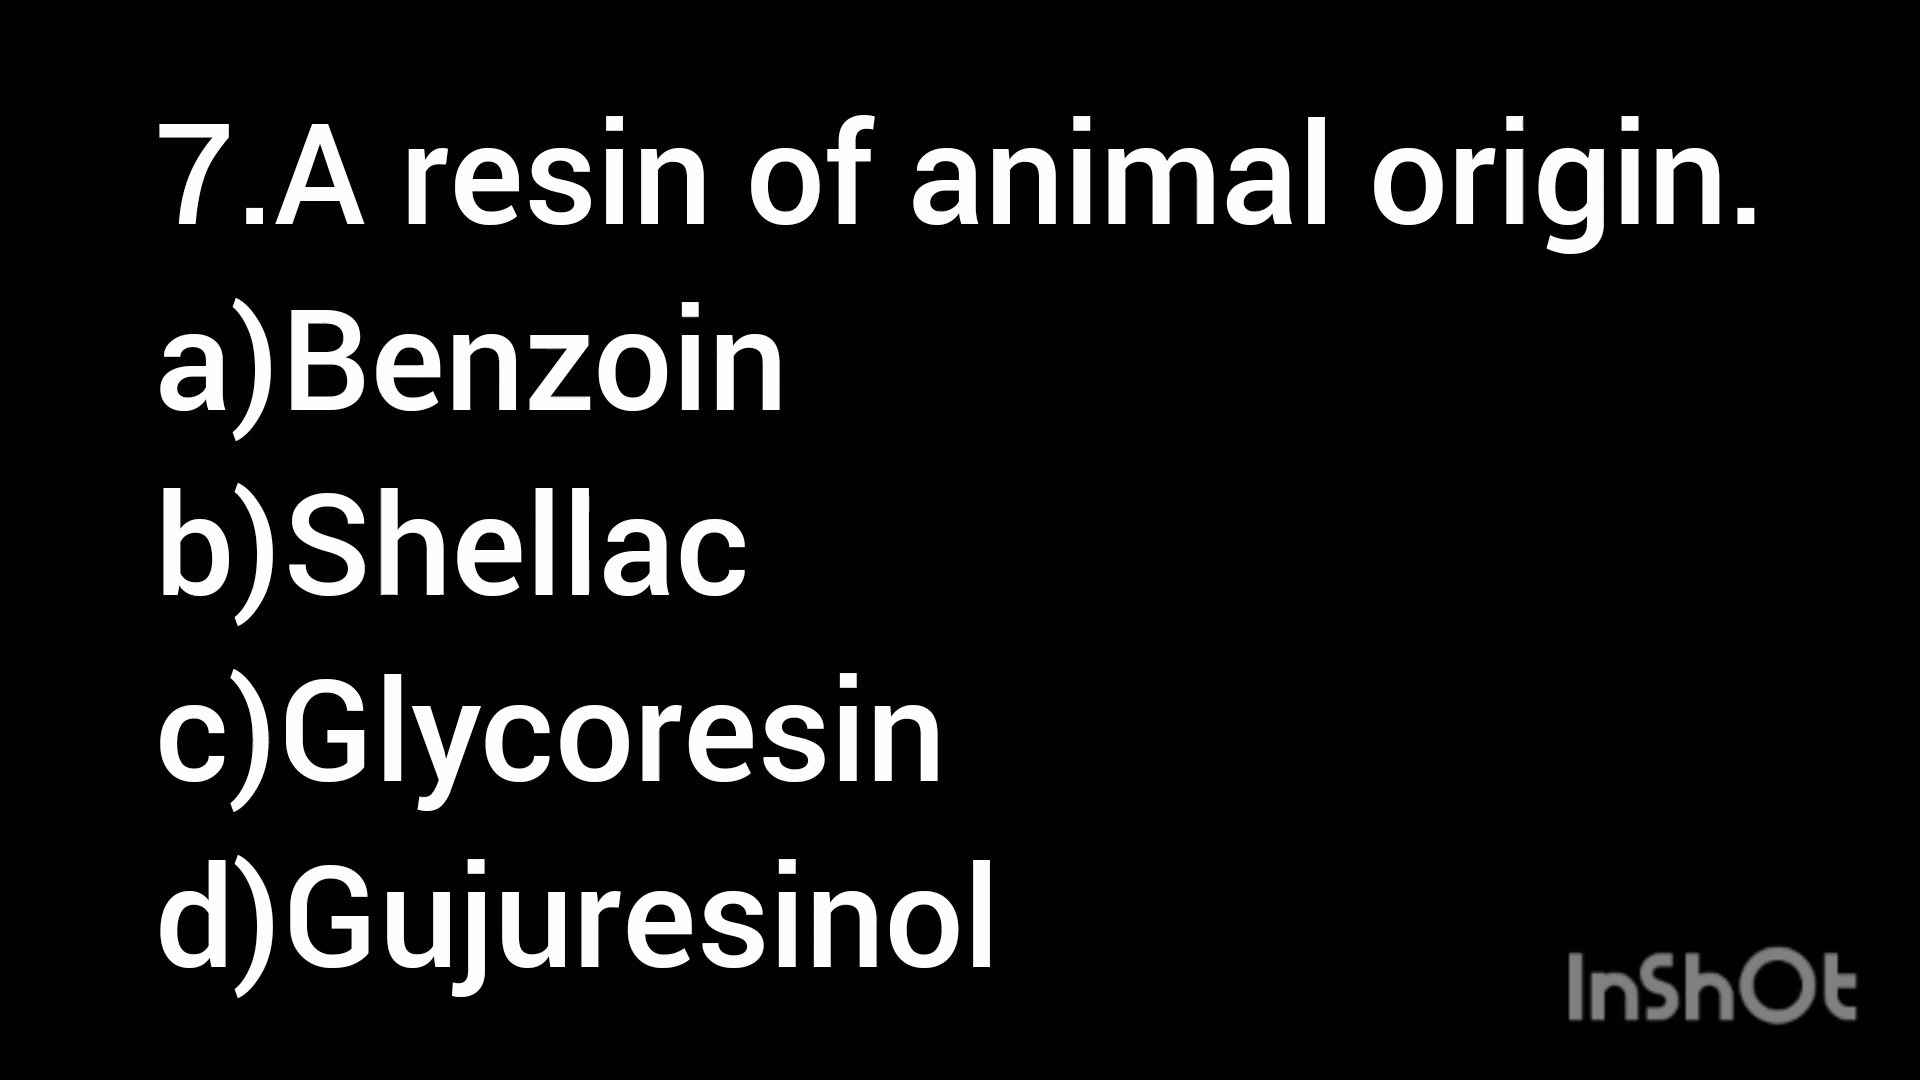 7.A resin of animal origin.
a)Benzoin
b)Shellac
c)Glycoresin
d)Gujuresinol
InShOt